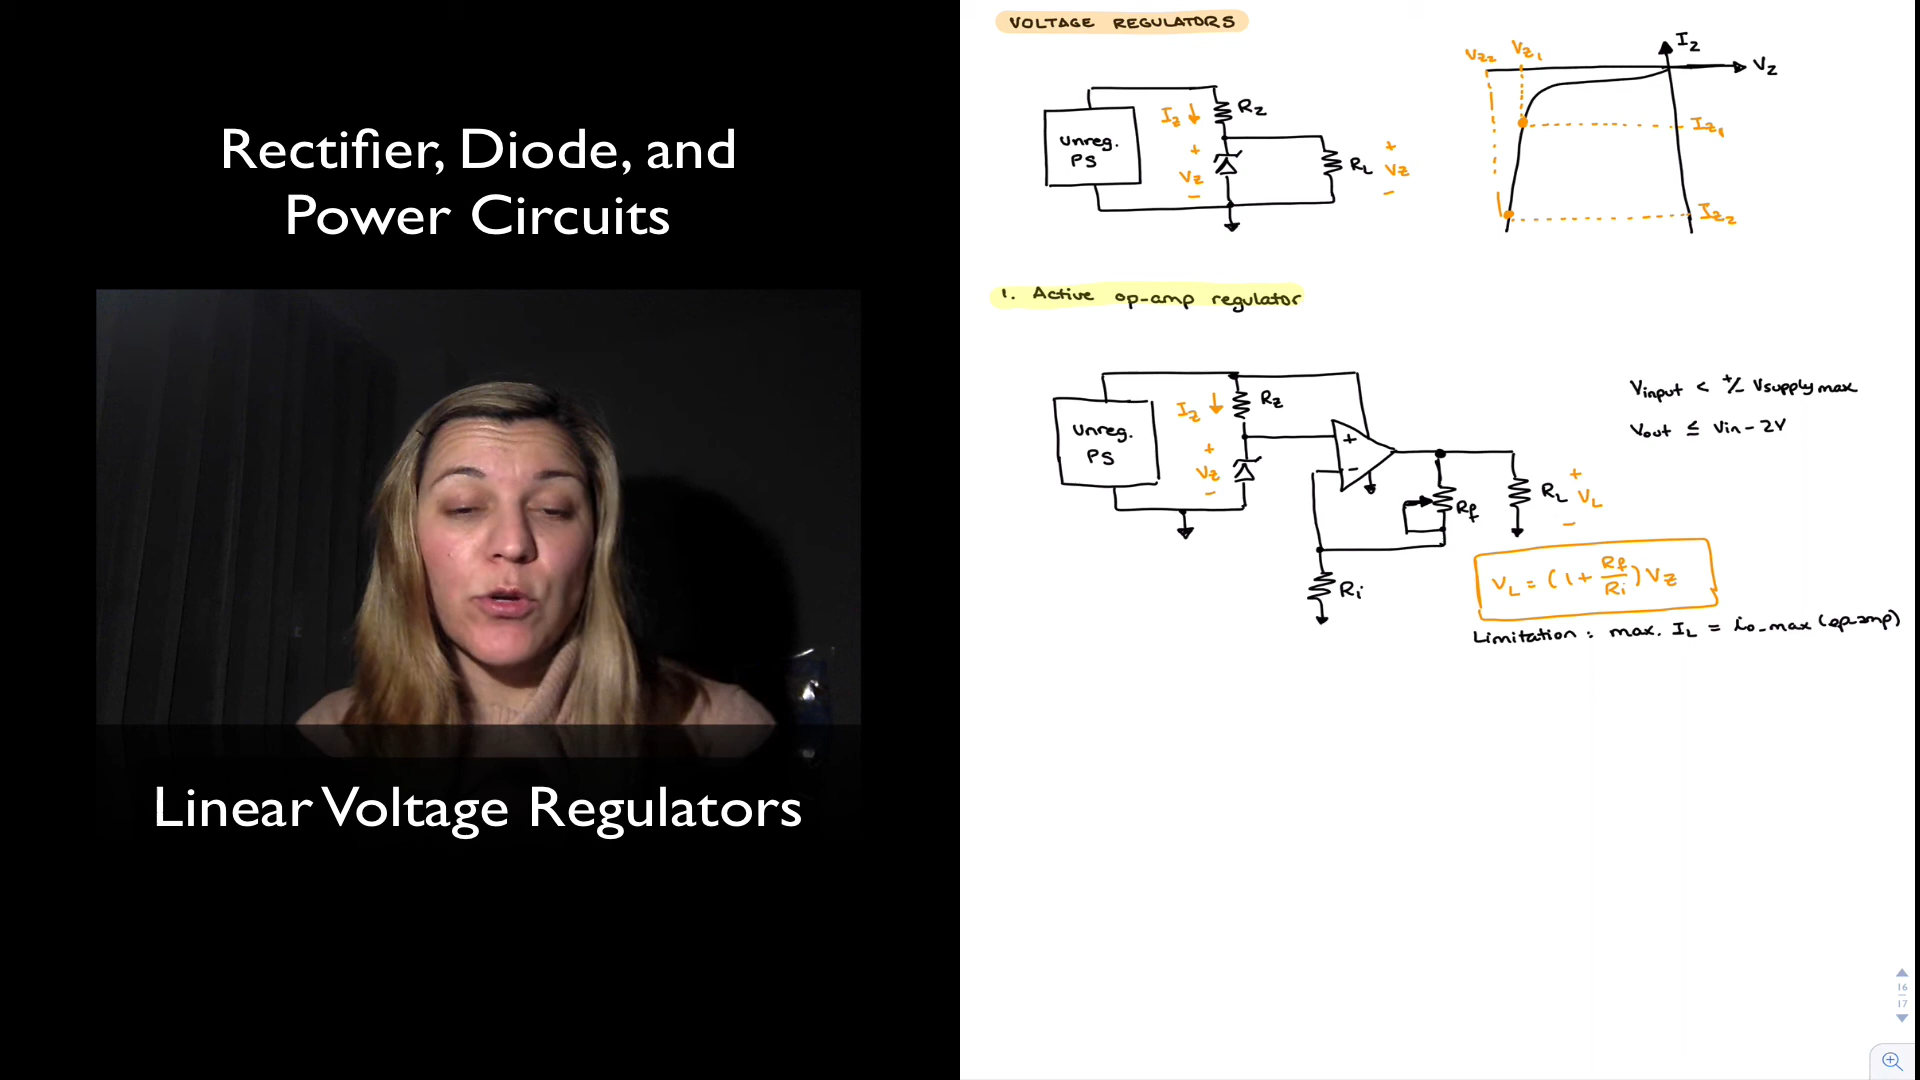 Rectifier, Diode, and
Power Circuits
Linear Voltage Regulators
VOLTAGE REGULATORS
Unreg.
PS
Iz
Rz
+
Vz
-
RL
+
Vz
-
Vz2
Vz1
Iz
Vz
Iz1
Iz2
1. Active op-amp regulator
Unreg.
PS
Iz
Rz
+
Vz
-
+
-
Rf
Ri
RL
+
VL
-
Vinput < +/- Vsupply max
Vout ≤ Vin - 2V
VL = (1 + Rf/Ri) Vz
Limitation : max. IL = io_max (op-amp)
16
17